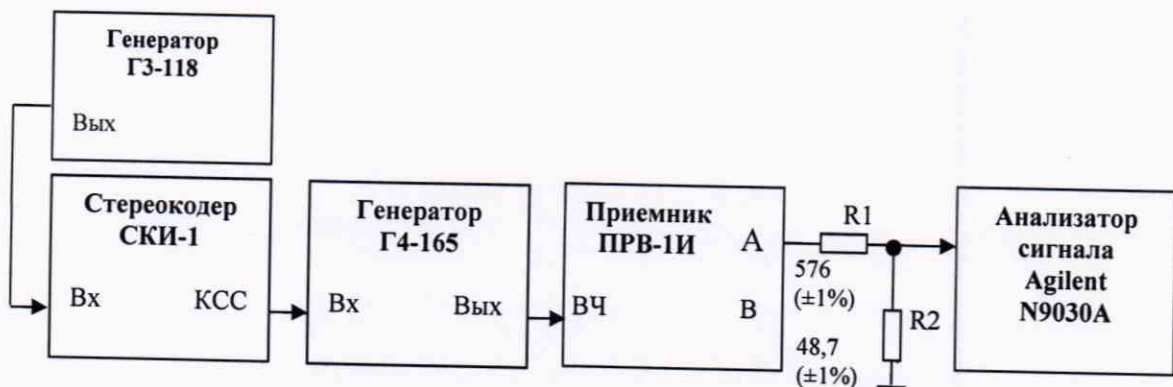 Генератор
Г3-118
Вых
Стереокодер
СКИ-1
Вх
КСС
Генератор
Г4-165
Вх
Вых
Приемник
ПРВ-1И
А
ВЧ
В
R1
576
(±1%)
R2
48,7
(±1%)
Анализатор
сигнала
Agilent
N9030A